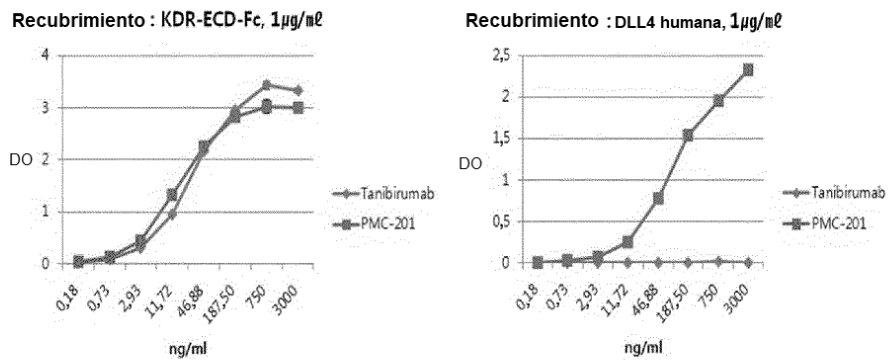 Recubrimiento : KDR-ECD-Fc, 1㎍/㎖
4
3
2
1
0
DO
0,18
0,73
2,93
11,72
46,88
187,50
750
3000
ng/ml
Tanibirumab
PMC-201
Recubrimiento : DLL4 humana, 1㎍/㎖
2,5
2
1,5
1
0,5
0
DO
0,18
0,73
2,93
11,72
46,88
187,50
750
3000
ng/ml
Tanibirumab
PMC-201